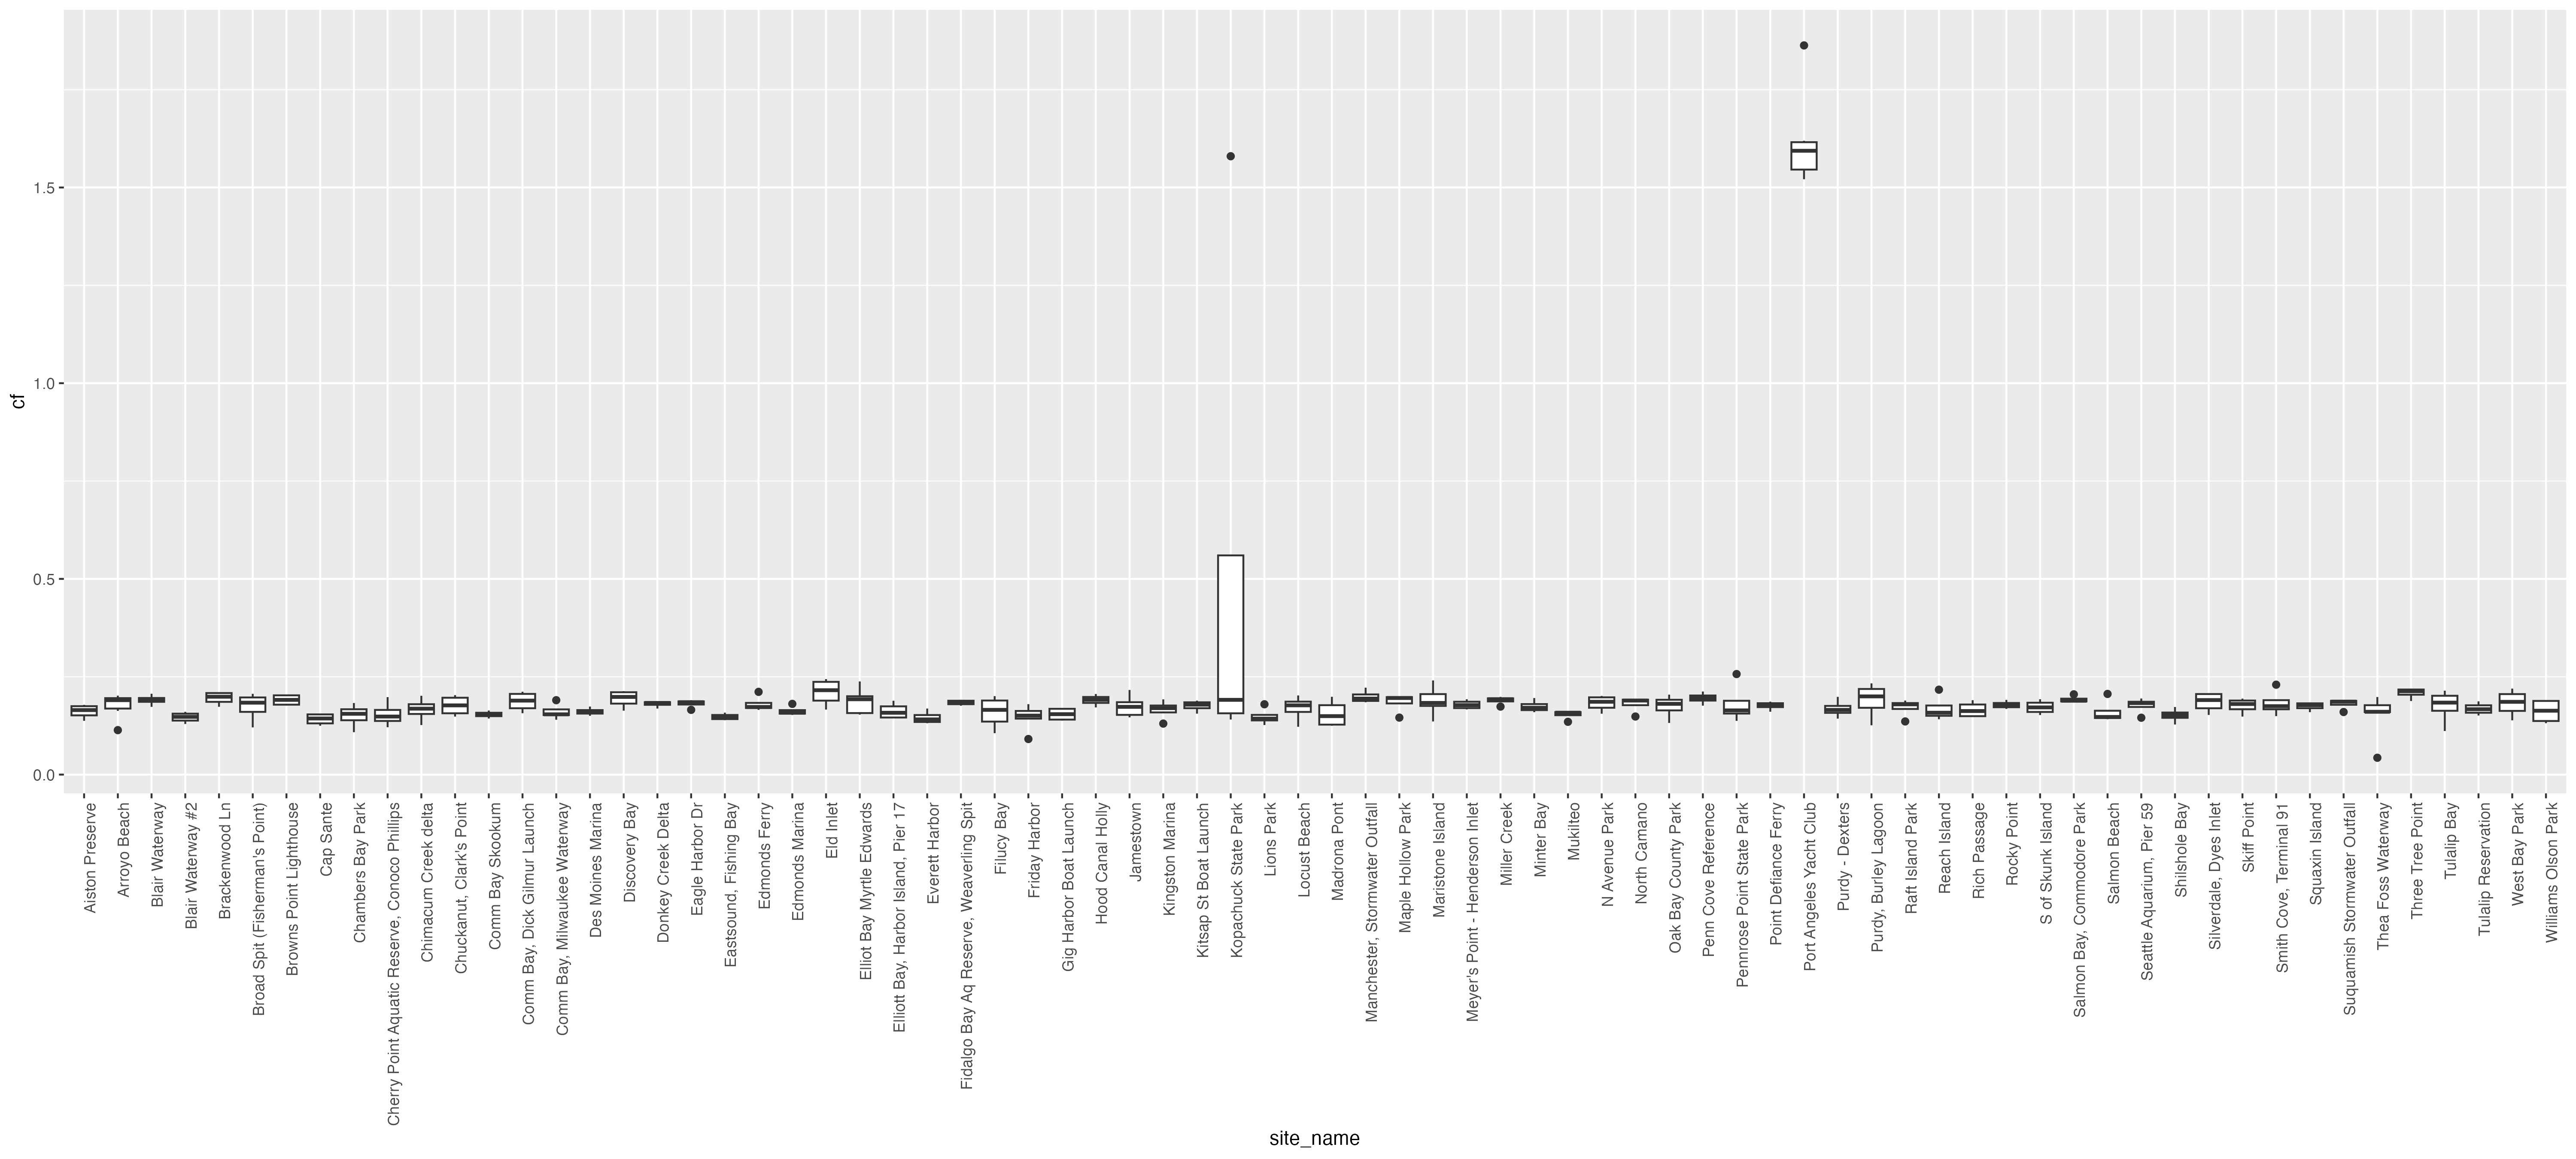 cf
1.5
1.0
0.5
0.0
Aiston Preserve
Arroyo Beach
Blair Waterway
Blair Waterway #2
Brackenwood Ln
Broad Spit (Fisherman's Point)
Browns Point Lighthouse
Cap Sante
Chambers Bay Park
Cherry Point Aquatic Reserve, Conoco Phillips
Chimacum Creek delta
Chuckanut, Clark's Point
Comm Bay Skookum
Comm Bay, Dick Gilmur Launch
Comm Bay, Milwaukee Waterway
Des Moines Marina
Discovery Bay
Donkey Creek Delta
Eagle Harbor Dr
Eastsound, Fishing Bay
Edmonds Ferry
Edmonds Marina
Eld Inlet
Elliot Bay Myrtle Edwards
Elliott Bay, Harbor Island, Pier 17
Everett Harbor
Fidalgo Bay Aq Reserve, Weaverling Spit
Filucy Bay
Friday Harbor
Gig Harbor Boat Launch
Hood Canal Holly
Jamestown
Kingston Marina
Kitsap St Boat Launch
Kopachuck State Park
Lions Park
Locust Beach
Madrona Pont
Manchester, Stormwater Outfall
Maple Hollow Park
Maristone Island
Meyer's Point - Henderson Inlet
Miller Creek
Minter Bay
Mukilteo
N Avenue Park
North Camano
Oak Bay County Park
Penn Cove Reference
Pennrose Point State Park
Point Defiance Ferry
Port Angeles Yacht Club
Purdy - Dexters
Purdy, Burley Lagoon
Raft Island Park
Reach Island
Rich Passage
Rocky Point
S of Skunk Island
Salmon Bay, Commodore Park
Salmon Beach
Seattle Aquarium, Pier 59
Shilshole Bay
Silverdale, Dyes Inlet
Skiff Point
Smith Cove, Terminal 91
Squaxin Island
Suquamish Stormwater Outfall
Thea Foss Waterway
Three Tree Point
Tulalip Bay
Tulalip Reservation
West Bay Park
Williams Olson Park
site_name